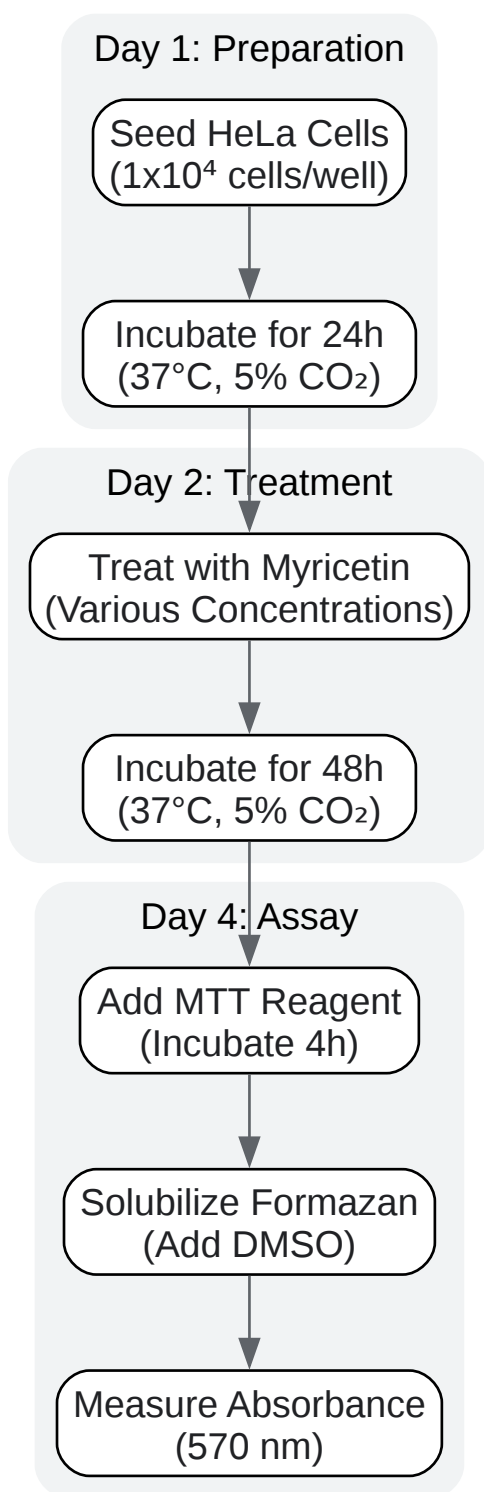 Day 1: Preparation
Seed HeLa Cells
(1x10⁴ cells/well)
Incubate for 24h
(37°C, 5% CO₂)
Day 2: Treatment
Treat with Myricetin
(Various Concentrations)
Incubate for 48h
(37°C, 5% CO₂)
Day 4: Assay
Add MTT Reagent
(Incubate 4h)
Solubilize Formazan
(Add DMSO)
Measure Absorbance
(570 nm)